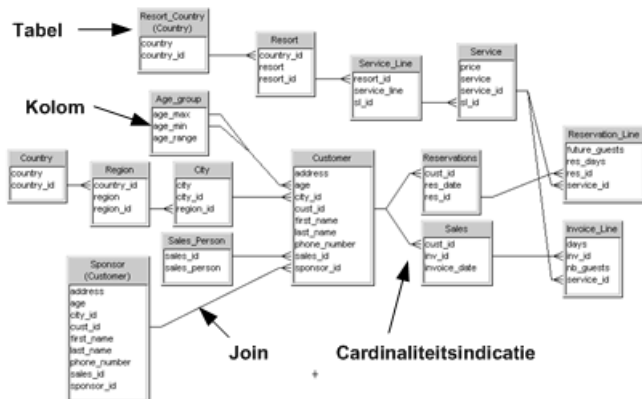 Tabel
Resort_Country
(Country)
country
country_id
Resort
country_id
resort
resort_id
Service_Line
resort_id
service_line
sl_id
Service
price
service
service_id
sl_id
Kolom
Age_group
age_max
age_min
age_range
Country
country
country_id
Region
country_id
region
region_id
City
city
city_id
region_id
Customer
address
age
city_id
cust_id
first_name
last_name
phone_number
sales_id
sponsor_id
Reservations
cust_id
res_date
res_id
Reservation_Line
future_guests
res_days
res_id
service_id
Sales_Person
sales_id
sales_person
Sales
cust_id
inv_id
invoice_date
Invoice_Line
days
inv_id
nb_guests
service_id
Sponsor
(Customer)
address
age
city_id
cust_id
first_name
last_name
phone_number
sales_id
sponsor_id
Join
Cardinaliteitsindicatie
+